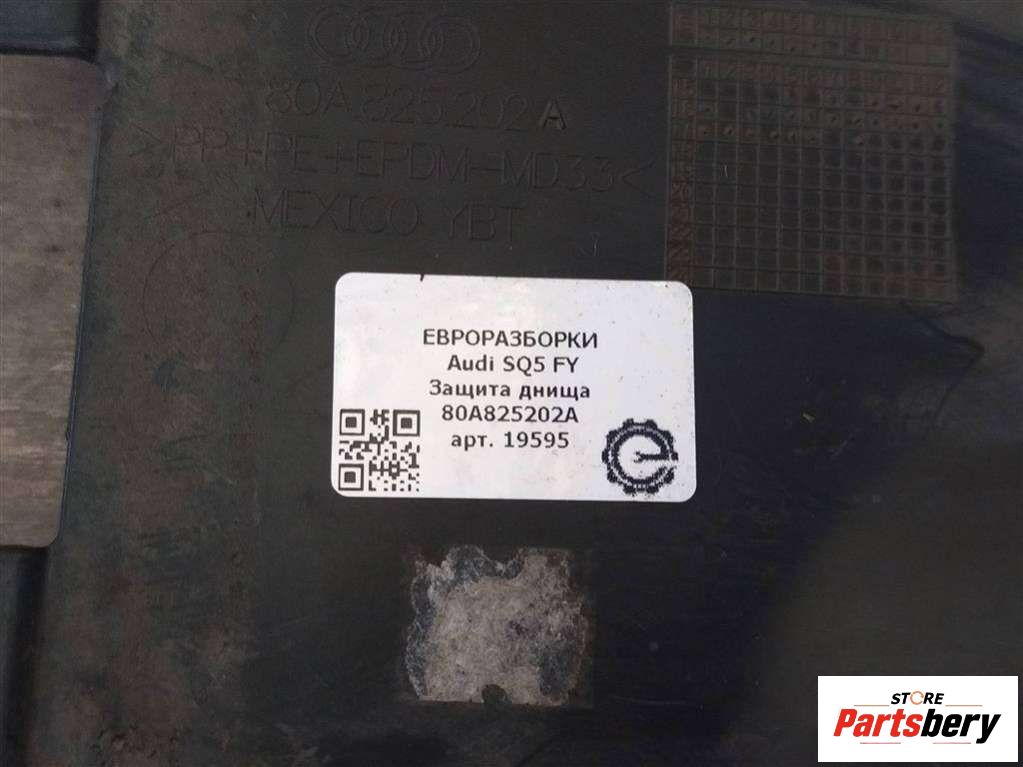 80A.825.202 A
>PP+PE+EPDM-MD33<
MEXICO YBT
ЕВРОРАЗБОРКИ
Audi SQ5 FY
Защита днища
80A825202A
арт. 19595
STORE
Partsbery